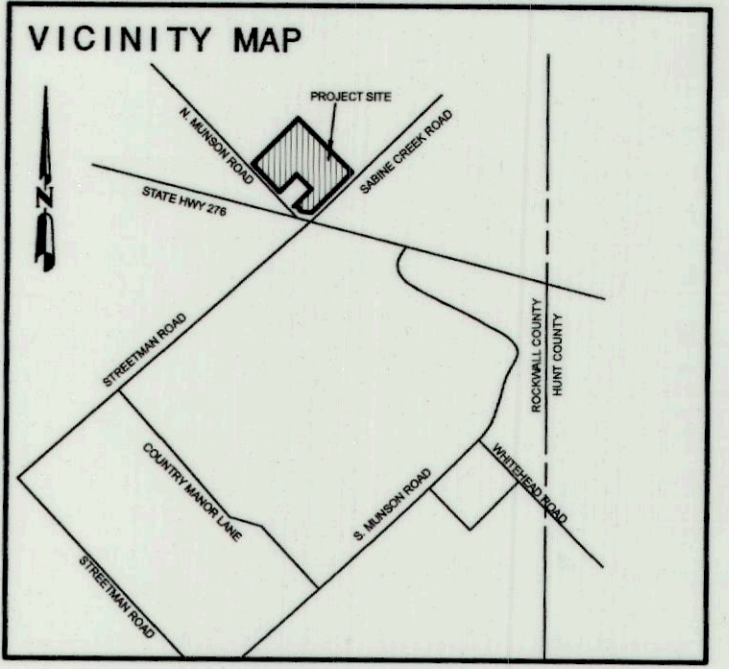 VICINITY MAP
PROJECT SITE
N. MUNSON ROAD
SABINE CREEK ROAD
STATE HWY 276
N
STREETMAN ROAD
ROCKWALL COUNTY
HUNT COUNTY
COUNTRY MANOR LANE
S. MUNSON ROAD
WHITEHEAD ROAD
STREETMAN ROAD